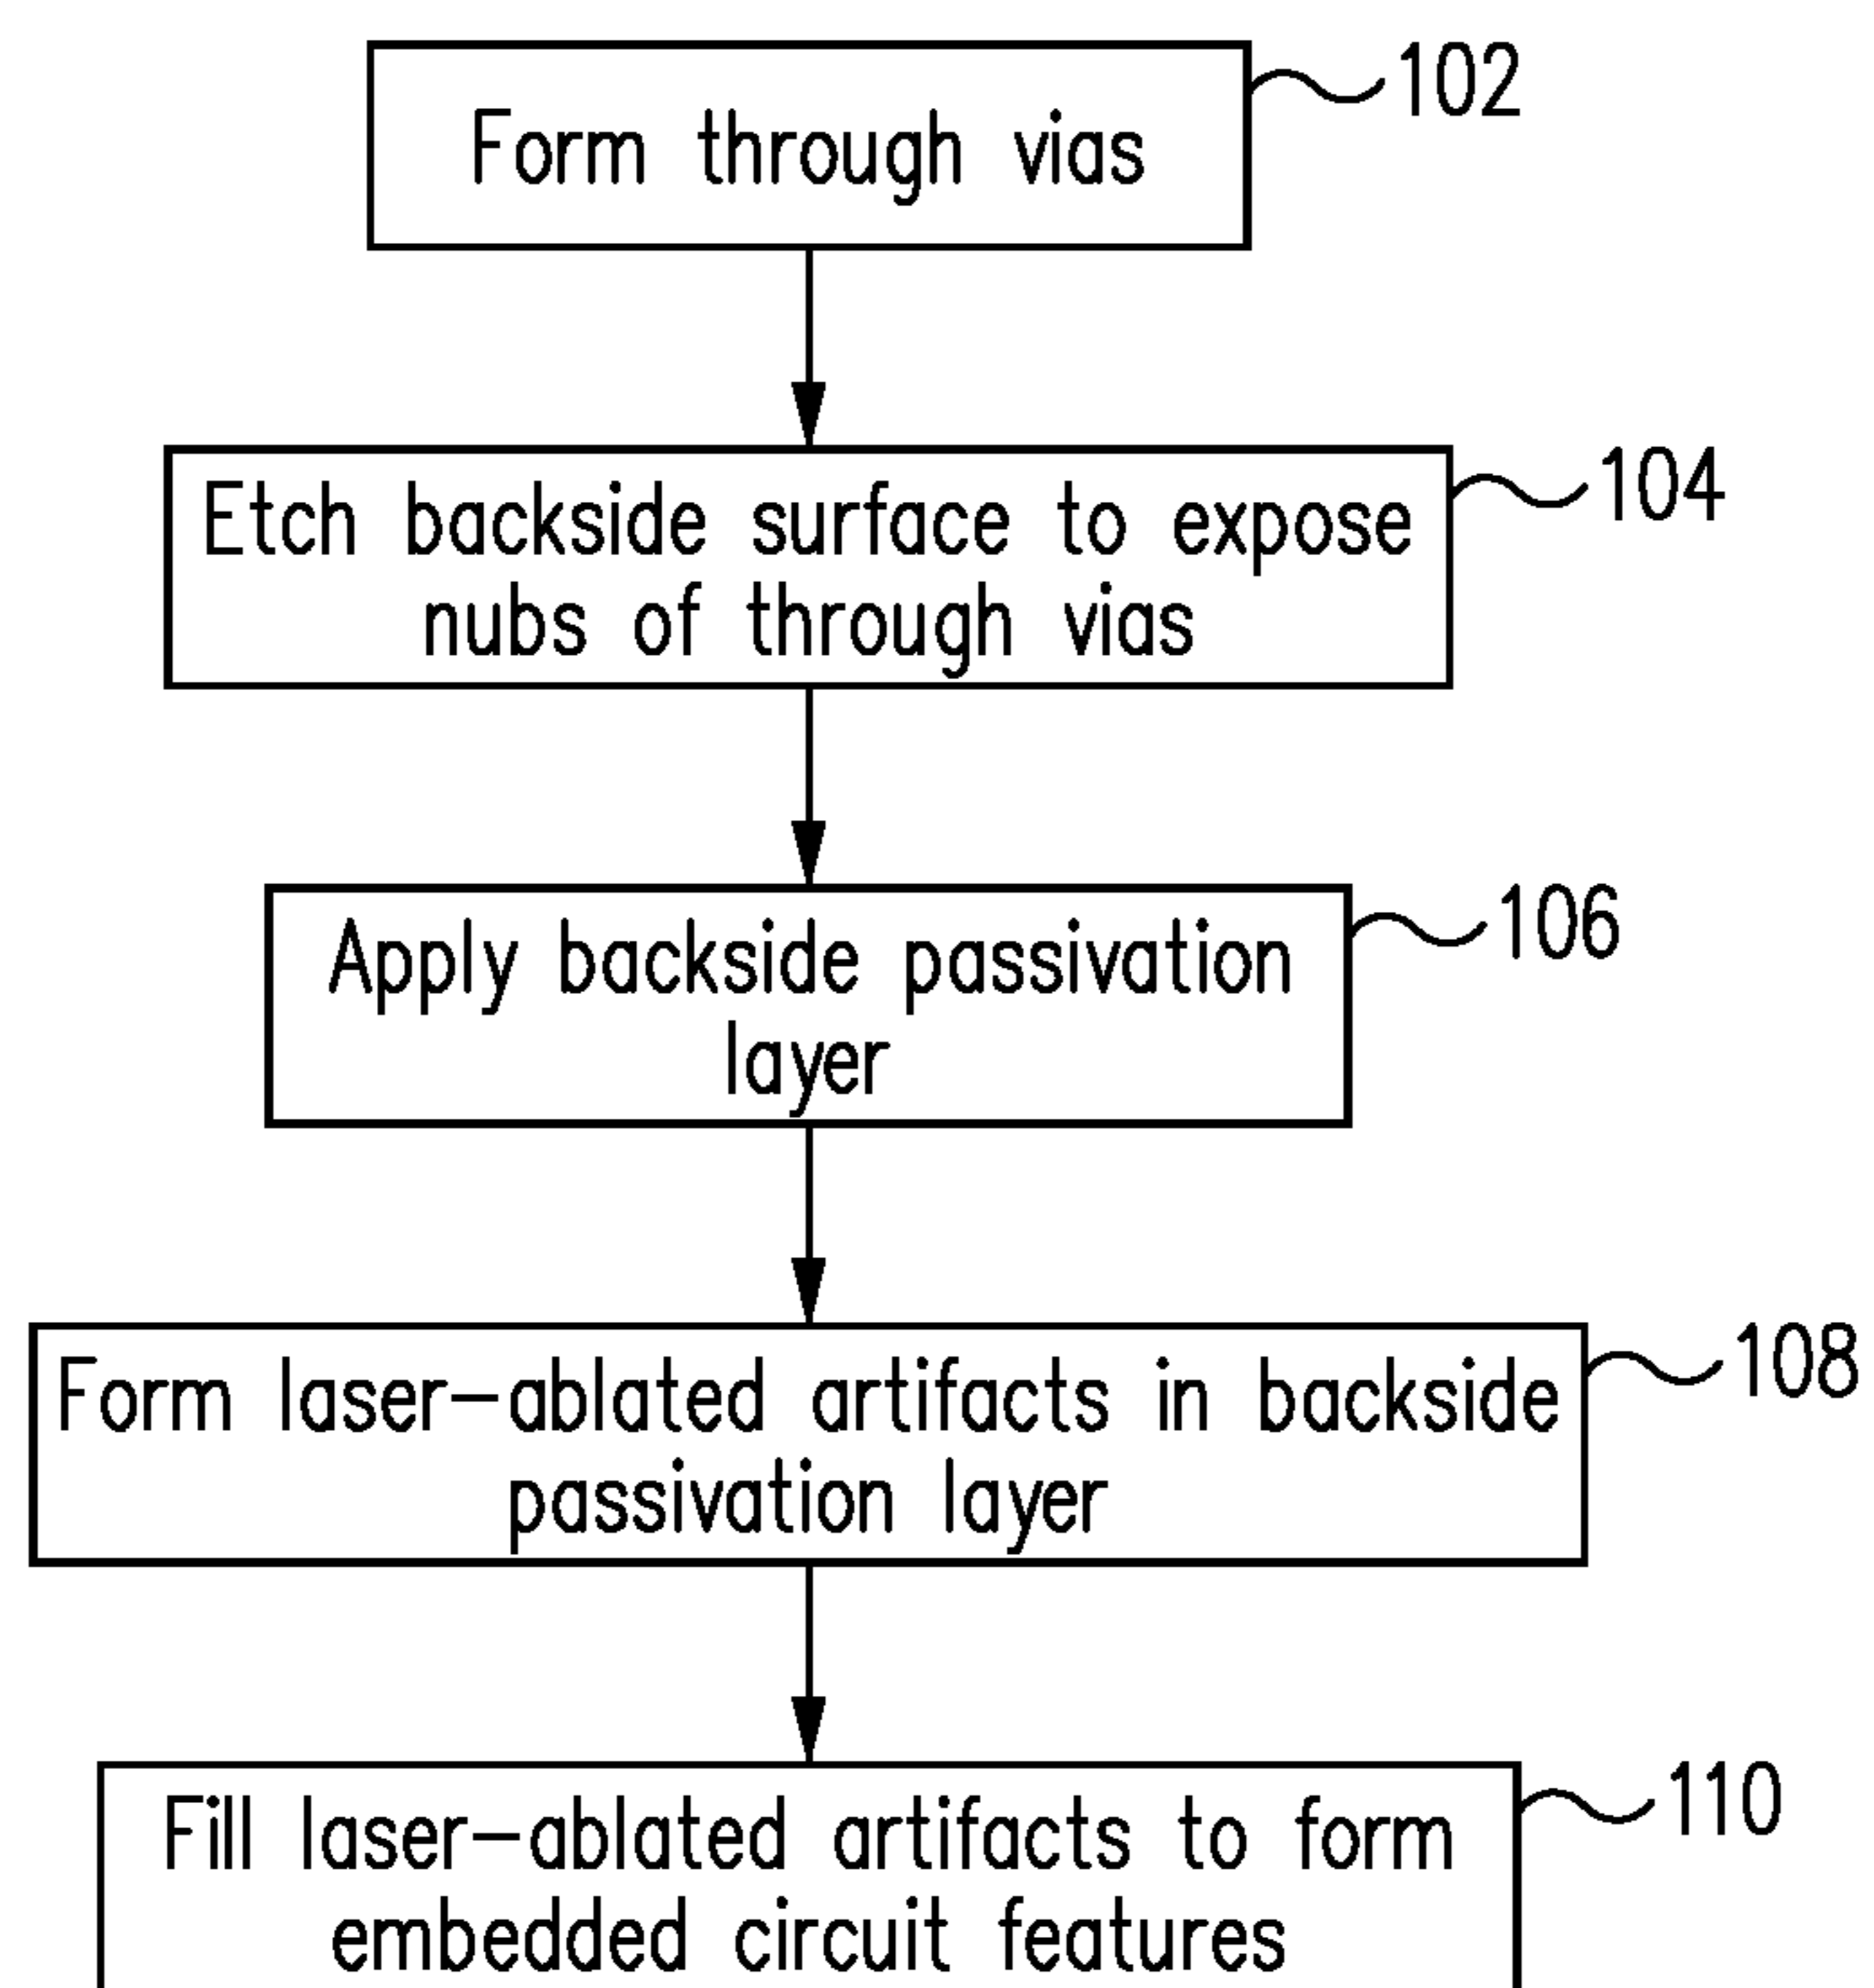 Form through vias
102
Etch backside surface to expose
nubs of through vias
104
Apply backside passivation
layer
106
Form laser-ablated artifacts in backside
passivation layer
108
Fill laser-ablated artifacts to form
embedded circuit features
110